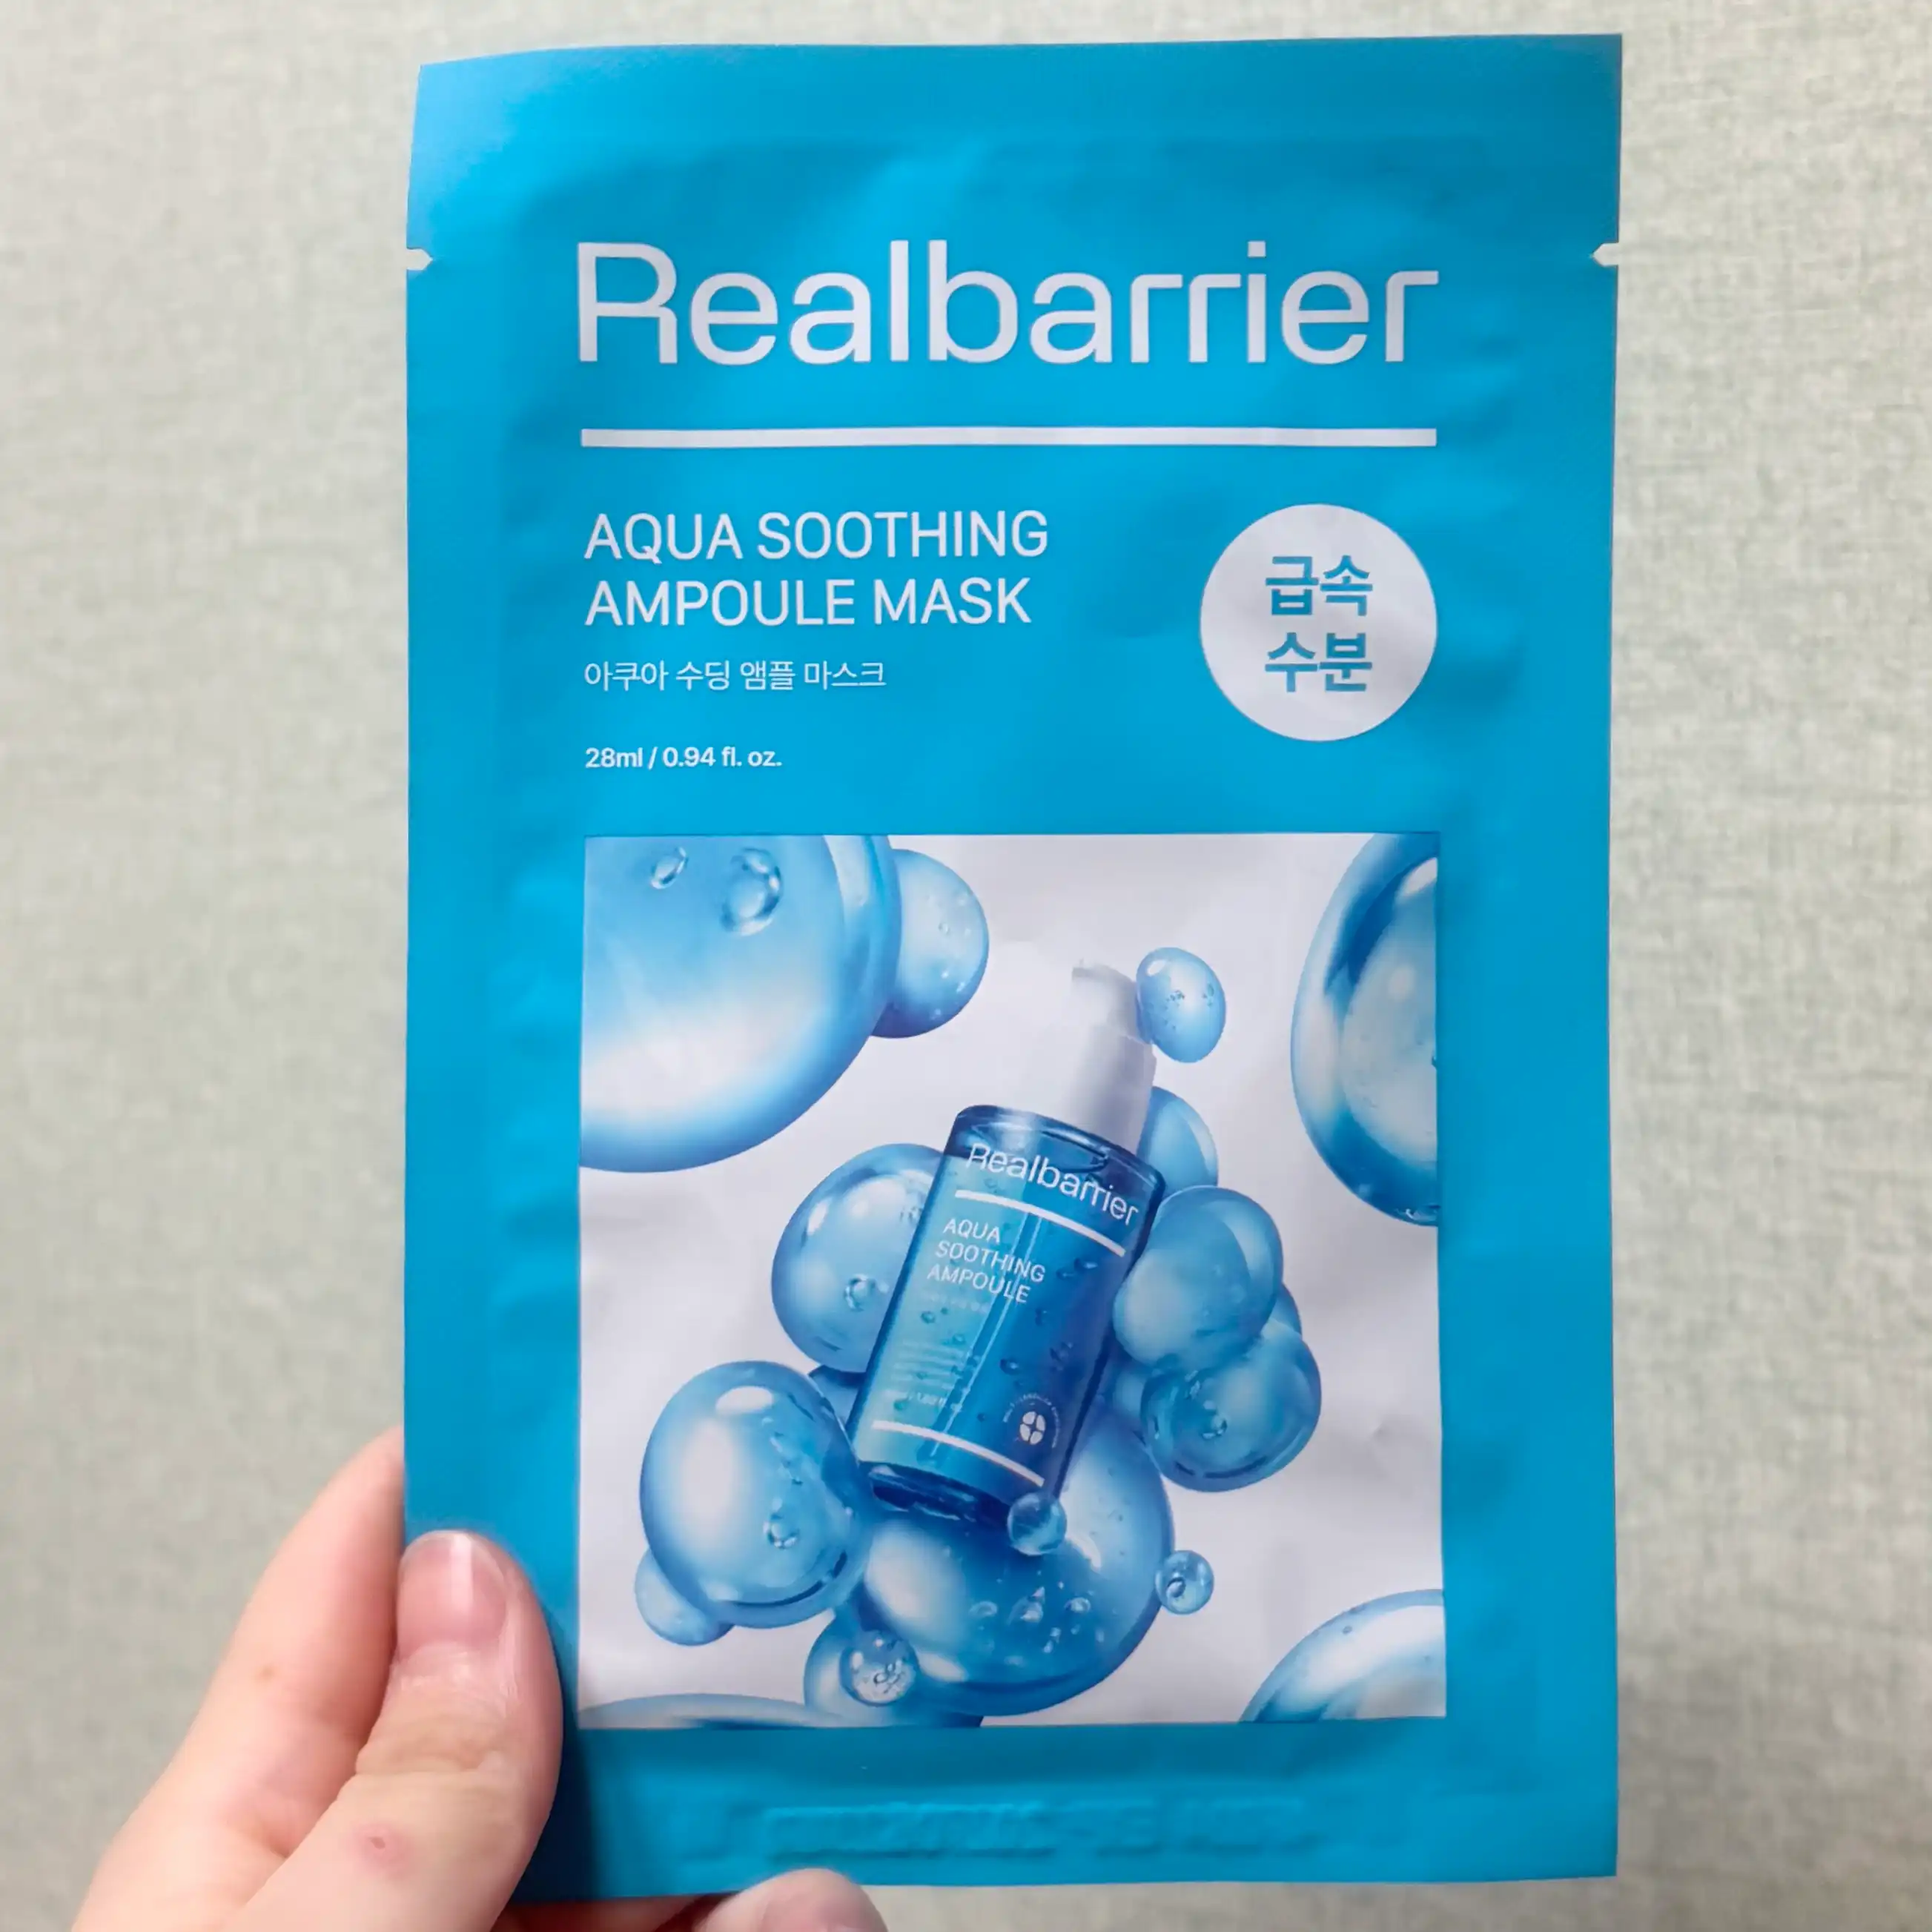 Realbarrier
AQUA SOOTHING
AMPOULE MASK
아쿠아 수딩 앰플 마스크
28ml / 0.94 fl. oz.
급속
수분
Realbarrier
AQUA
SOOTHING
AMPOULE